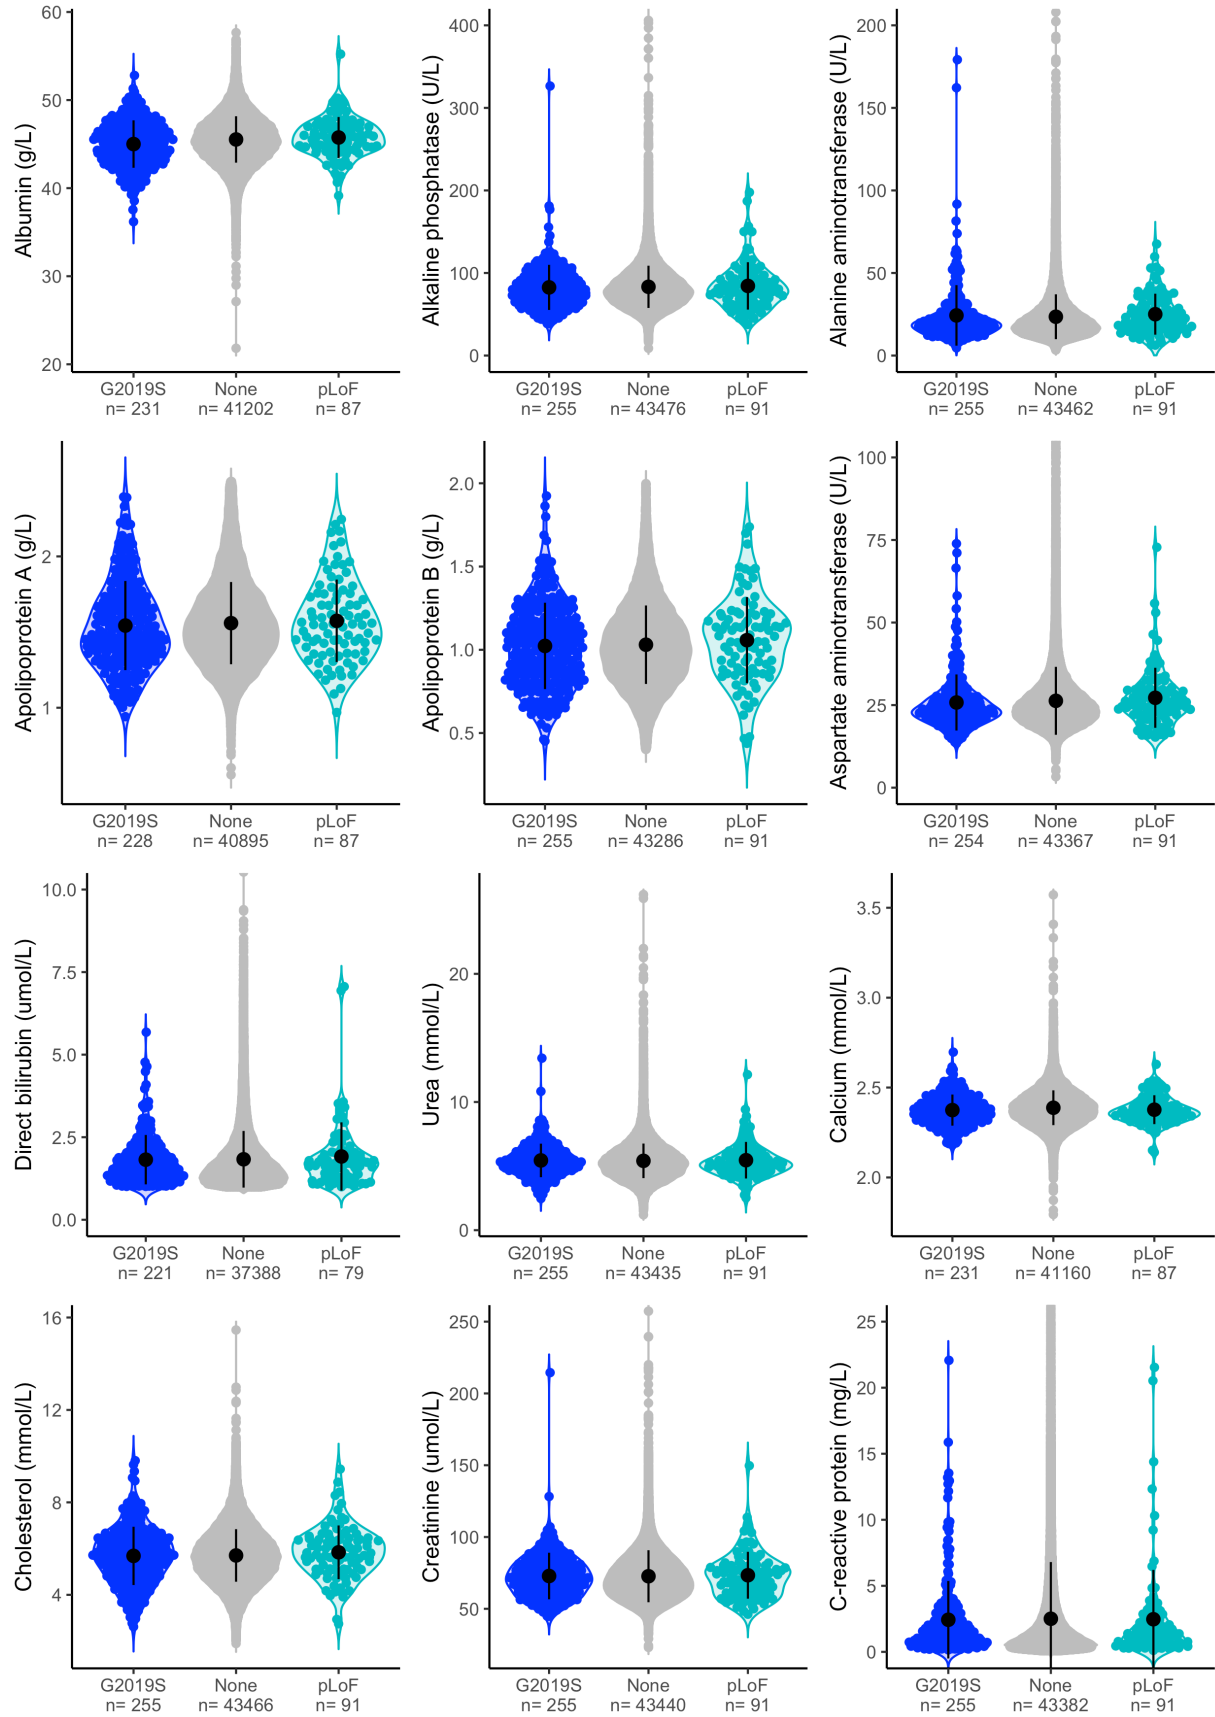 Albumin (g/L)
60
50
40
30
20
G2019S None pLoF
n= 231 n= 41202 n= 87
Alkaline phosphatase (U/L)
400
300
200
100
0
G2019S None pLoF
n= 255 n= 43476 n= 91
Alanine aminotransferase (U/L)
200
150
100
50
0
G2019S None pLoF
n= 255 n= 43462 n= 91
Apolipoprotein A (g/L)
2
1
G2019S None pLoF
n= 228 n= 40895 n= 87
Apolipoprotein B (g/L)
2.0
1.5
1.0
0.5
G2019S None pLoF
n= 255 n= 43286 n= 91
Aspartate aminotransferase (U/L)
100
75
50
25
0
G2019S None pLoF
n= 254 n= 43367 n= 91
Direct bilirubin (umol/L)
10.0
7.5
5.0
2.5
0.0
G2019S None pLoF
n= 221 n= 37388 n= 79
Urea (mmol/L)
20
10
0
G2019S None pLoF
n= 255 n= 43435 n= 91
Calcium (mmol/L)
3.5
3.0
2.5
2.0
G2019S None pLoF
n= 231 n= 41160 n= 87
Cholesterol (mmol/L)
16
12
8
4
G2019S None pLoF
n= 255 n= 43466 n= 91
Creatinine (umol/L)
250
200
150
100
50
G2019S None pLoF
n= 255 n= 43440 n= 91
C-reactive protein (mg/L)
25
20
15
10
5
0
G2019S None pLoF
n= 255 n= 43382 n= 91